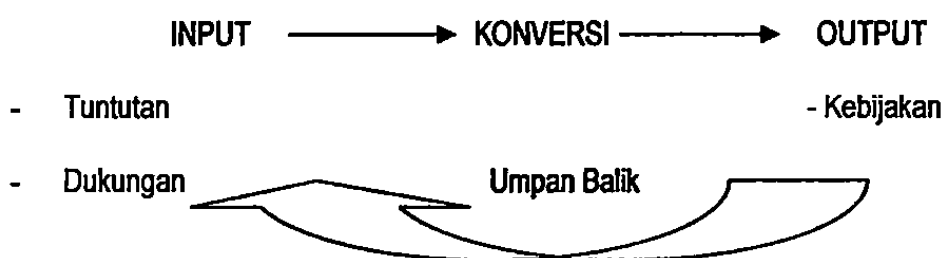 INPUT KONVERSI OUTPUT
- Tuntutan - Kebijakan
- Dukungan Umpan Balik